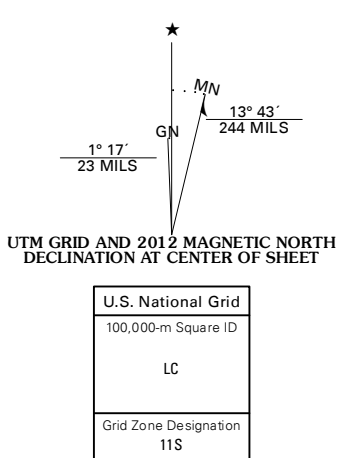 ★
MN
13° 43´
244 MILS
GN
1° 17´
23 MILS
UTM GRID AND 2012 MAGNETIC NORTH
DECLINATION AT CENTER OF SHEET
U.S. National Grid
100,000-m Square ID
LC
Grid Zone Designation
11S